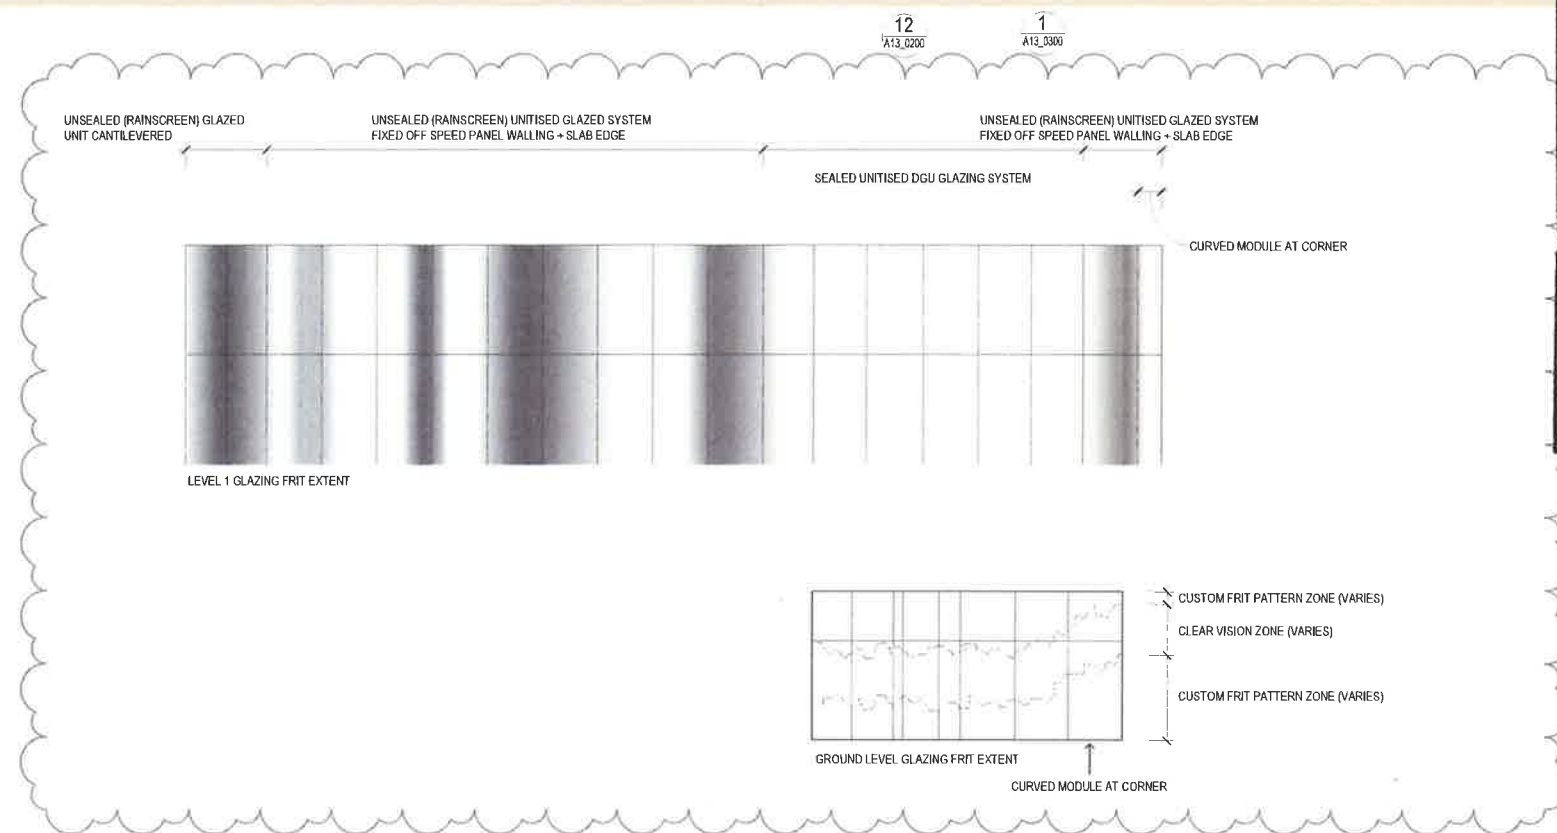 12
A13_0200
1
A13_0300
UNSEALED (RAINSCREEN) GLAZED
UNIT CANTILEVERED
UNSEALED (RAINSCREEN) UNITISED GLAZED SYSTEM
FIXED OFF SPEED PANEL WALLING + SLAB EDGE
UNSEALED (RAINSCREEN) UNITISED GLAZED SYSTEM
FIXED OFF SPEED PANEL WALLING + SLAB EDGE
SEALED UNITISED DGU GLAZING SYSTEM
CURVED MODULE AT CORNER
LEVEL 1 GLAZING FRIT EXTENT
CUSTOM FRIT PATTERN ZONE (VARIES)
CLEAR VISION ZONE (VARIES)
CUSTOM FRIT PATTERN ZONE (VARIES)
GROUND LEVEL GLAZING FRIT EXTENT
CURVED MODULE AT CORNER